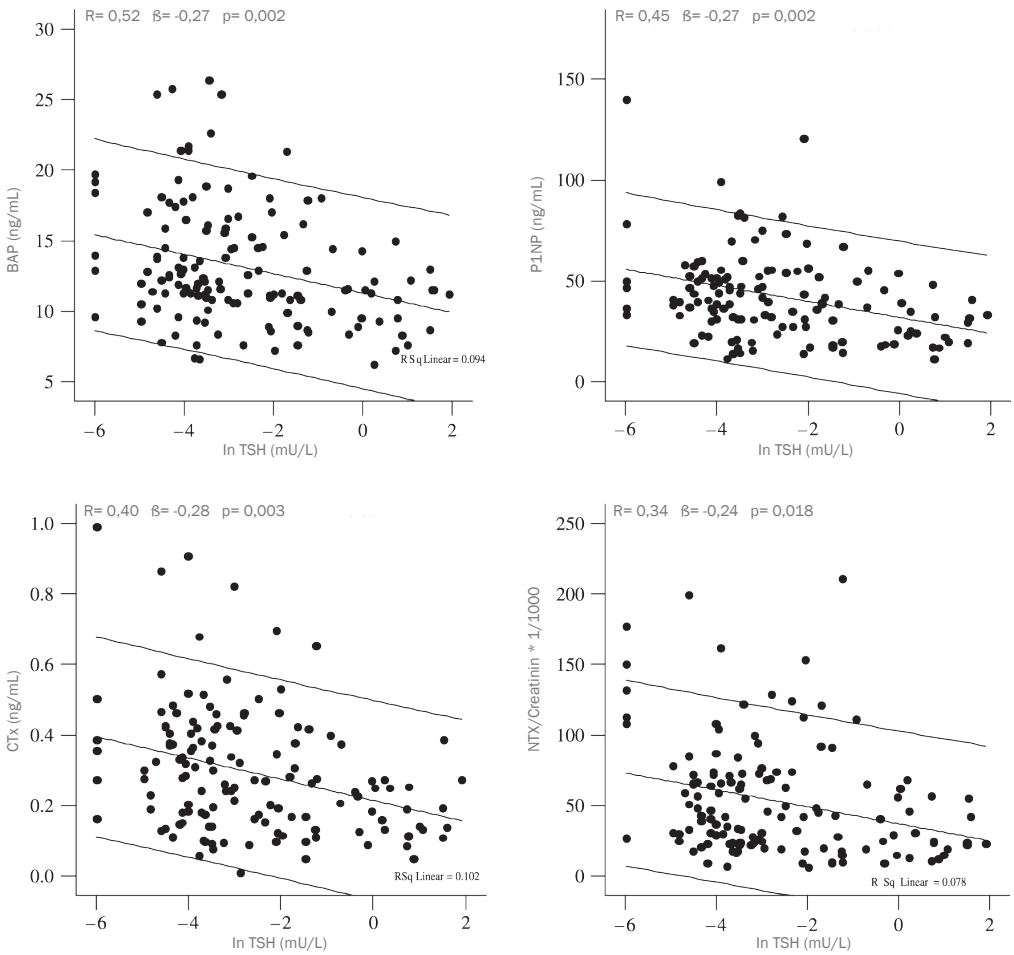 R= 0,52 ß= -0,27 p= 0,002
30
25
20
15
10
5
BAP (ng/mL)
R Sq Linear = 0.094
−6 −4 −2 0 2
ln TSH (mU/L)
R= 0,45 ß= -0,27 p= 0,002
150
100
50
0
P1NP (ng/mL)
−6 −4 −2 0 2
ln TSH (mU/L)
R= 0,40 ß= -0,28 p= 0,003
1.0
0.8
0.6
0.4
0.2
0.0
CTx (ng/mL)
RSq Linear = 0.102
−6 −4 −2 0 2
ln TSH (mU/L)
R= 0,34 ß= -0,24 p= 0,018
250
200
150
100
50
0
NTX/Creatinin * 1/1000
R Sq Linear = 0.078
−6 −4 −2 0 2
ln TSH (mU/L)